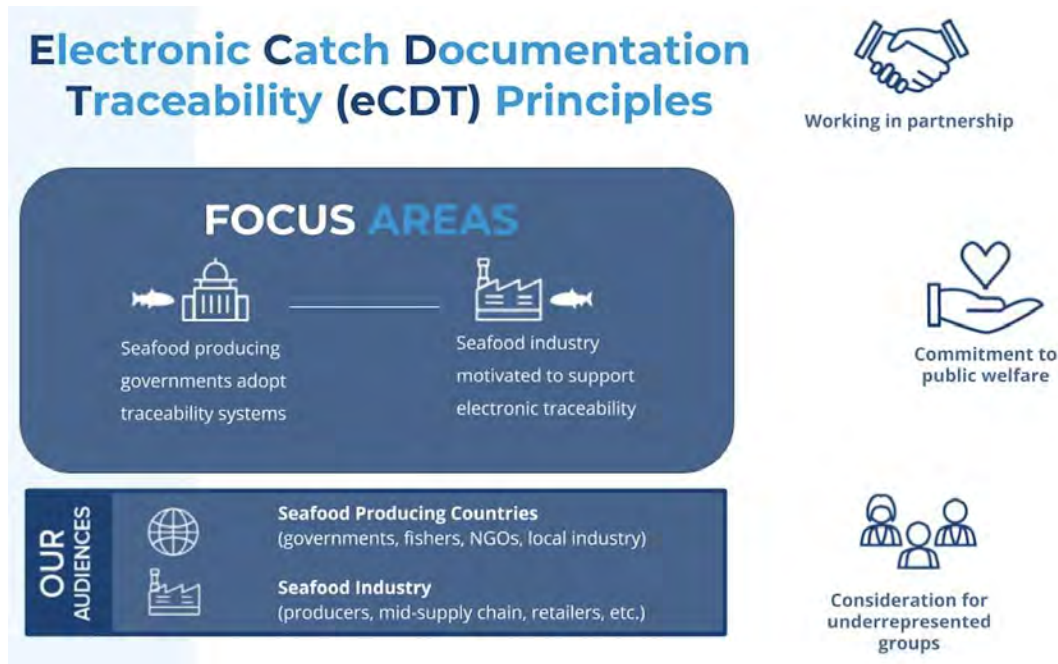 Electronic Catch Documentation
Traceability (eCDT) Principles
Working in partnership
FOCUS AREAS
Seafood producing
governments adopt
traceability systems
Seafood industry
motivated to support
electronic traceability
Commitment to
public welfare
OUR
AUDIENCES
Seafood Producing Countries
(governments, fishers, NGOs, local industry)
Seafood Industry
(producers, mid-supply chain, retailers, etc.)
Consideration for
underrepresented
groups